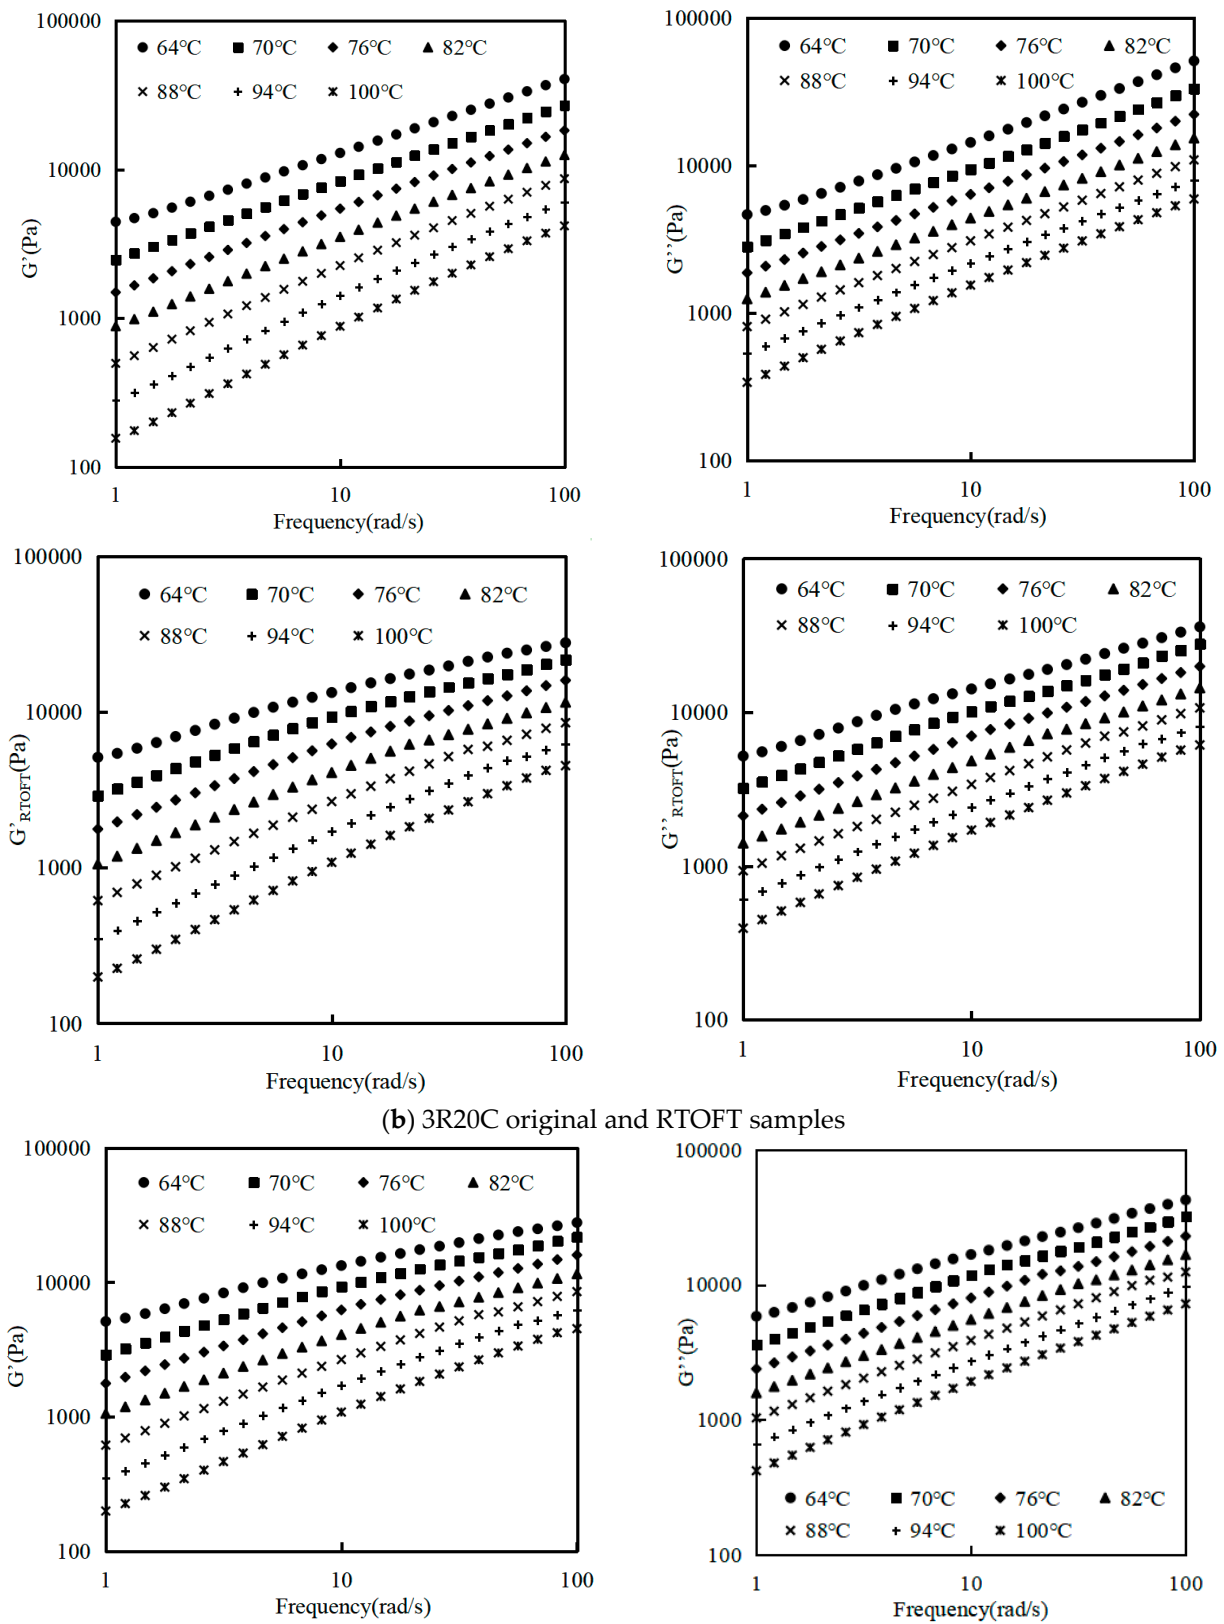 100000
64°C 70°C 76°C 82°C
88°C 94°C 100°C
10000
G’(Pa)
1000
100
1 10 100
Frequency(rad/s)
100000
64°C 70°C 76°C 82°C
88°C 94°C 100°C
10000
G’’(Pa)
1000
100
1 10 100
Frequency(rad/s)
100000
64°C 70°C 76°C 82°C
88°C 94°C 100°C
10000
G’RTOFT(Pa)
1000
100
1 10 100
Frequency(rad/s)
100000
64°C 70°C 76°C 82°C
88°C 94°C 100°C
10000
G’’RTOFT(Pa)
1000
100
1 10 100
Frequency(rad/s)
(b) 3R20C original and RTOFT samples
100000
64°C 70°C 76°C 82°C
88°C 94°C 100°C
10000
G’(Pa)
1000
100
1 10 100
Frequency(rad/s)
100000
10000
G’’(Pa)
1000
64°C 70°C 76°C 82°C
88°C 94°C 100°C
100
1 10 100
Frequency(rad/s)